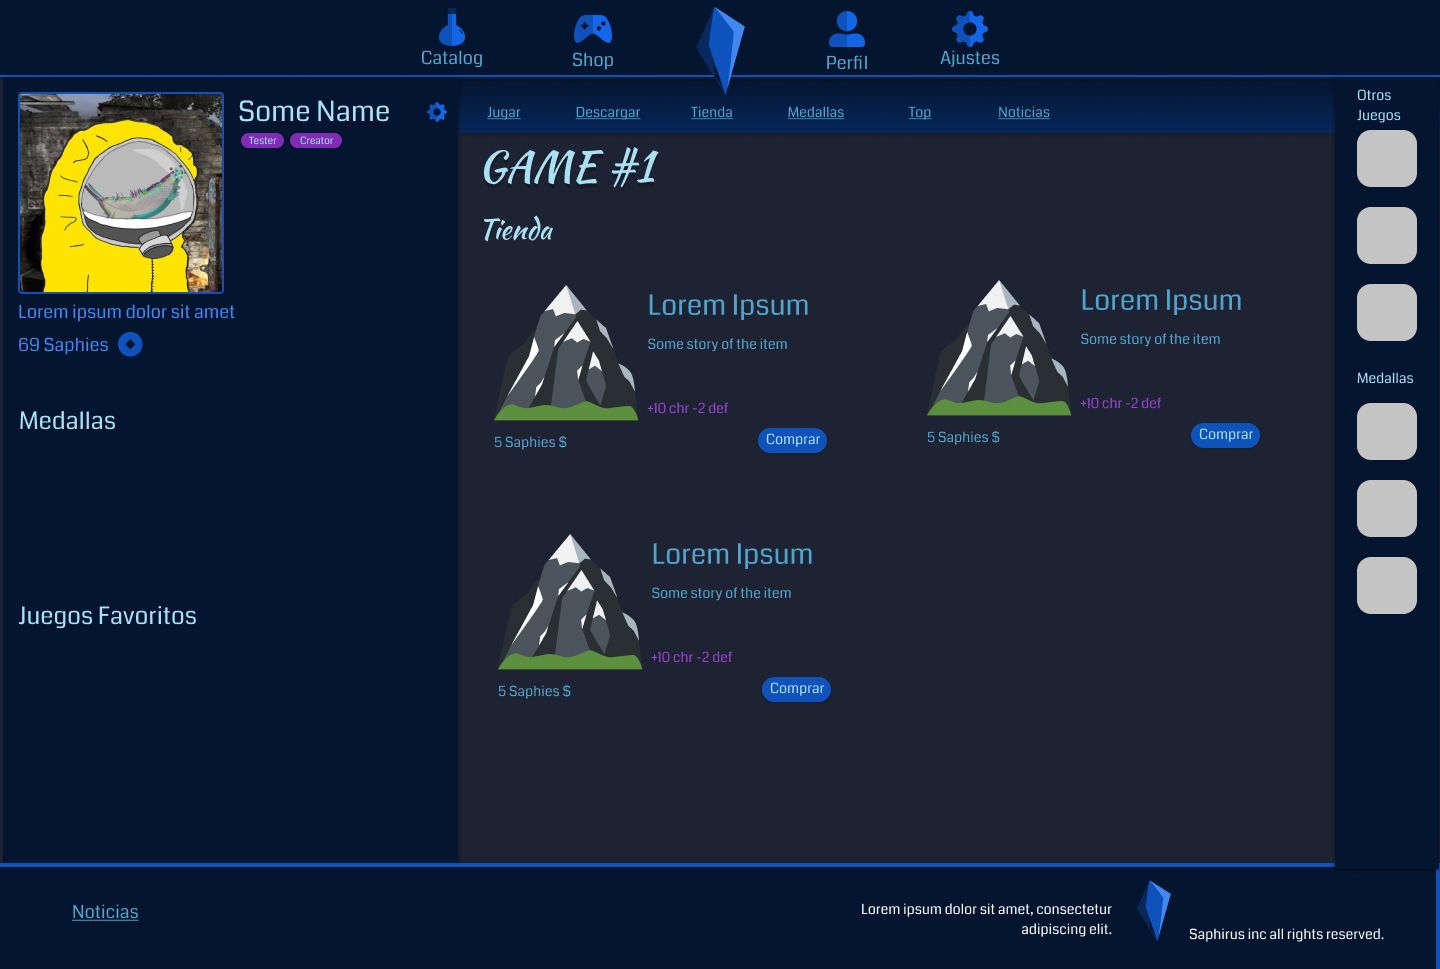 Catalog
Shop
Perfil
Ajustes
Some Name
Tester
Creator
Lorem ipsum dolor sit amet
69 Saphies
Medallas
Juegos Favoritos
Jugar
Descargar
Tienda
Medallas
Top
Noticias
GAME #1
Tienda
Lorem Ipsum
Some story of the item
+10 chr -2 def
5 Saphies $
Comprar
Lorem Ipsum
Some story of the item
+10 chr -2 def
5 Saphies $
Comprar
Lorem Ipsum
Some story of the item
+10 chr -2 def
5 Saphies $
Comprar
Otros
Juegos
Medallas
Noticias
Lorem ipsum dolor sit amet, consectetur
adipiscing elit.
Saphirus inc all rights reserved.